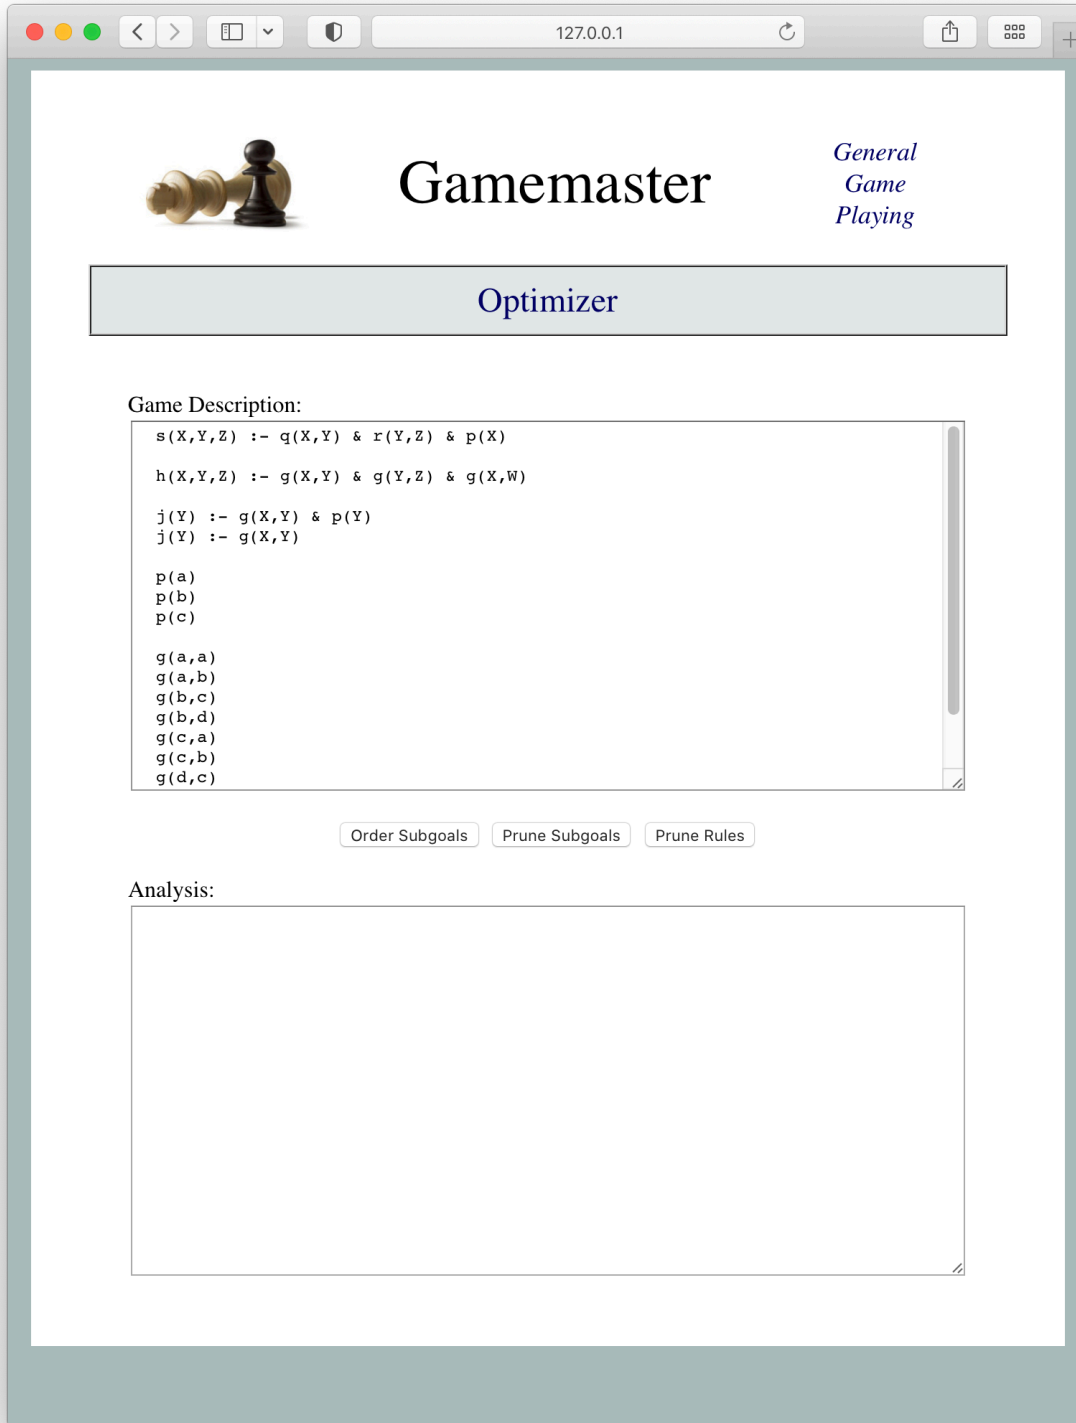 127.0.0.1
Gamemaster
General
Game
Playing
Optimizer
Game Description:
s(X,Y,Z) :- q(X,Y) & r(Y,Z) & p(X)
h(X,Y,Z) :- g(X,Y) & g(Y,Z) & g(X,W)
j(Y) :- g(X,Y) & p(Y)
j(Y) :- g(X,Y)
p(a)
p(b)
p(c)
g(a,a)
g(a,b)
g(b,c)
g(b,d)
g(c,a)
g(c,b)
g(d,c)
Order Subgoals Prune Subgoals Prune Rules
Analysis: